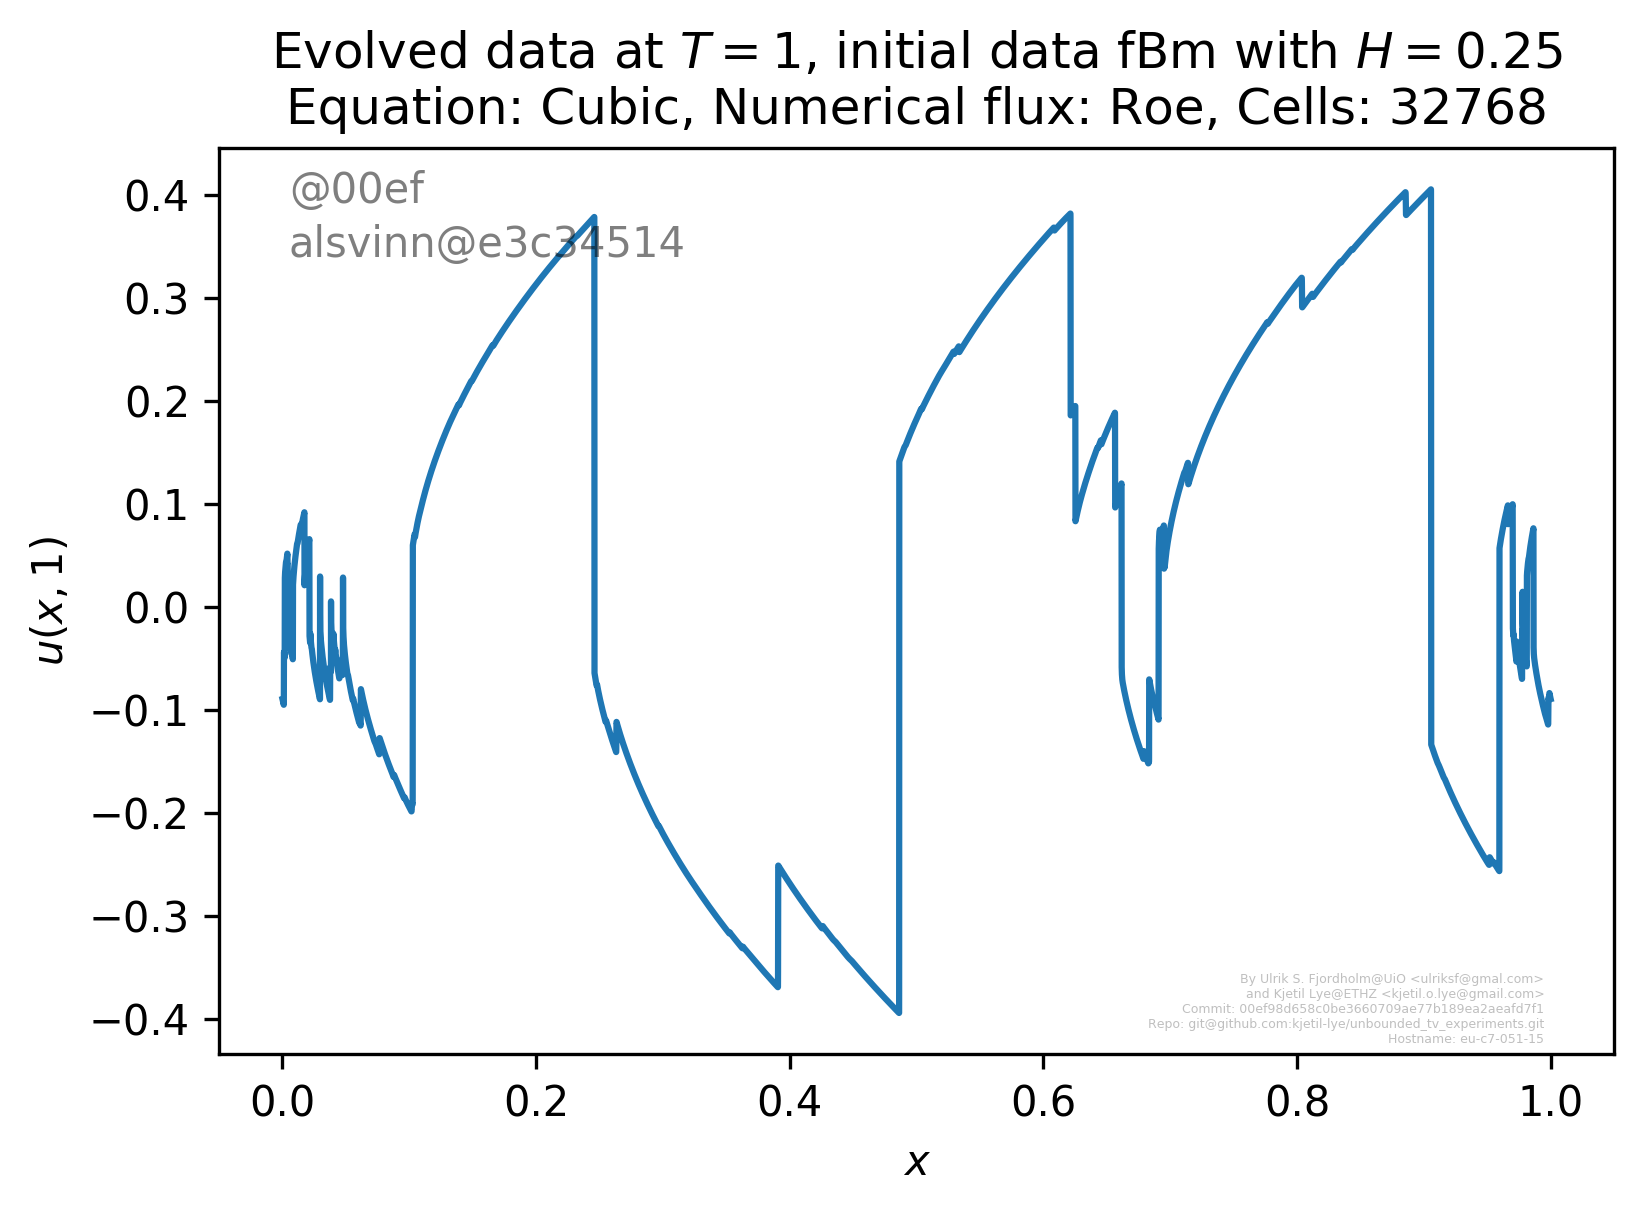 Evolved data at T = 1, initial data fBm with H = 0.25
Equation: Cubic, Numerical flux: Roe, Cells: 32768
@00ef
alsvinn@e3c34514
0.4
0.3
0.2
0.1
0.0
−0.1
−0.2
−0.3
−0.4
u(x, 1)
By Ulrik S. Fjordholm@UiO <ulriksf@gmal.com>
and Kjetil Lye@ETHZ <kjetil.o.lye@gmail.com>
Commit: 00ef98d658c0be3660709ae77b189ea2aeafd7f1
Repo: git@github.com:kjetil-lye/unbounded_tv_experiments.git
Hostname: eu-c7-051-15
0.0 0.2 0.4 0.6 0.8 1.0
x